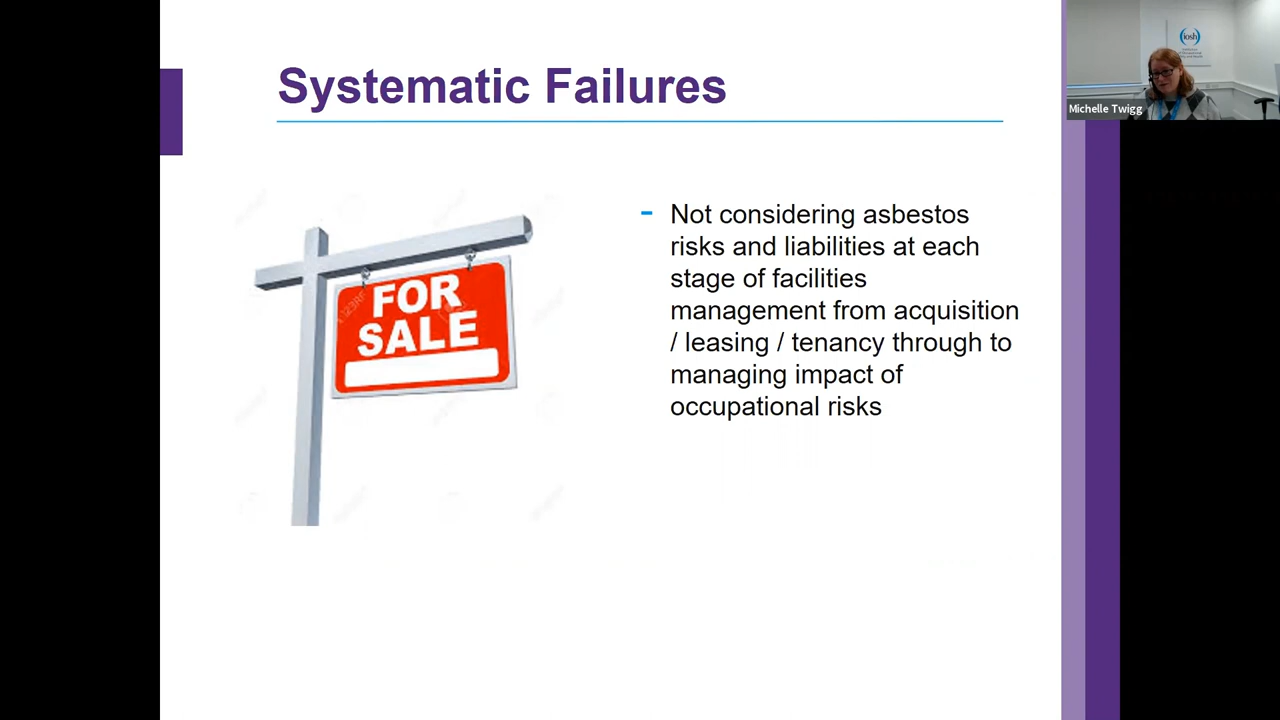 Systematic Failures
FOR
SALE
- Not considering asbestos
risks and liabilities at each
stage of facilities
management from acquisition
/ leasing / tenancy through to
managing impact of
occupational risks
iosh
Michelle Twigg